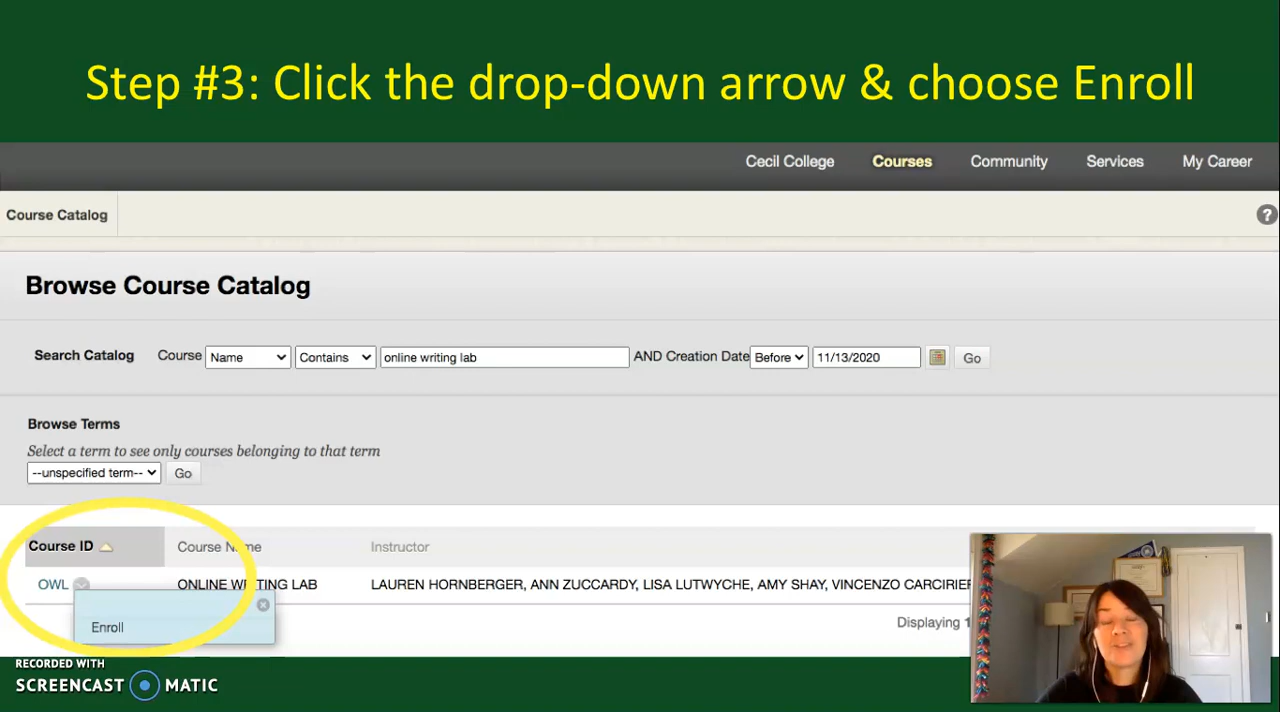 Step #3: Click the drop-down arrow & choose Enroll
Cecil College Courses Community Services My Career
Course Catalog ?
Browse Course Catalog
Search Catalog Course Name Contains online writing lab AND Creation Date Before 11/13/2020 Go
Browse Terms
Select a term to see only courses belonging to that term
--unspecified term-- Go
Course ID Course Name Instructor
OWL ONLINE WRITING LAB LAUREN HORNBERGER, ANN ZUCCARDY, LISA LUTWYCHE, AMY SHAY, VINCENZO
Enroll
Displaying
RECORDED WITH
SCREENCAST MATIC